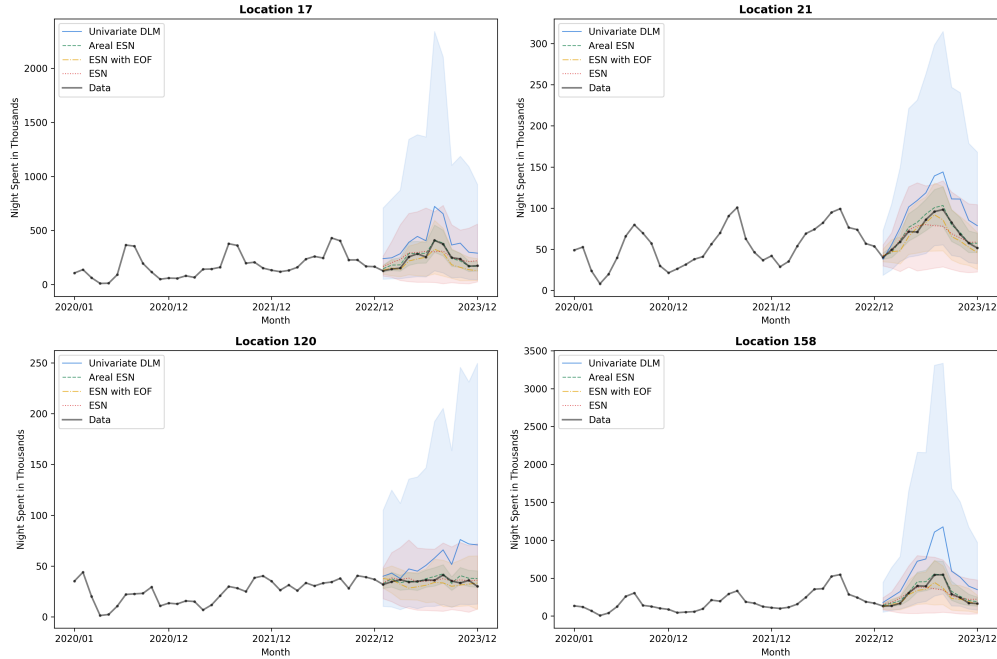 Location 17
Univariate DLM
Areal ESN
ESN with EOF
ESN
Data
Night Spent in Thousands
2000
1500
1000
500
0
2020/01 2020/12 2021/12 2022/12 2023/12
Month
Location 21
Univariate DLM
Areal ESN
ESN with EOF
ESN
Data
Night Spent in Thousands
300
250
200
150
100
50
0
2020/01 2020/12 2021/12 2022/12 2023/12
Month
Location 120
Univariate DLM
Areal ESN
ESN with EOF
ESN
Data
Night Spent in Thousands
250
200
150
100
50
0
2020/01 2020/12 2021/12 2022/12 2023/12
Month
Location 158
Univariate DLM
Areal ESN
ESN with EOF
ESN
Data
Night Spent in Thousands
3500
3000
2500
2000
1500
1000
500
0
2020/01 2020/12 2021/12 2022/12 2023/12
Month